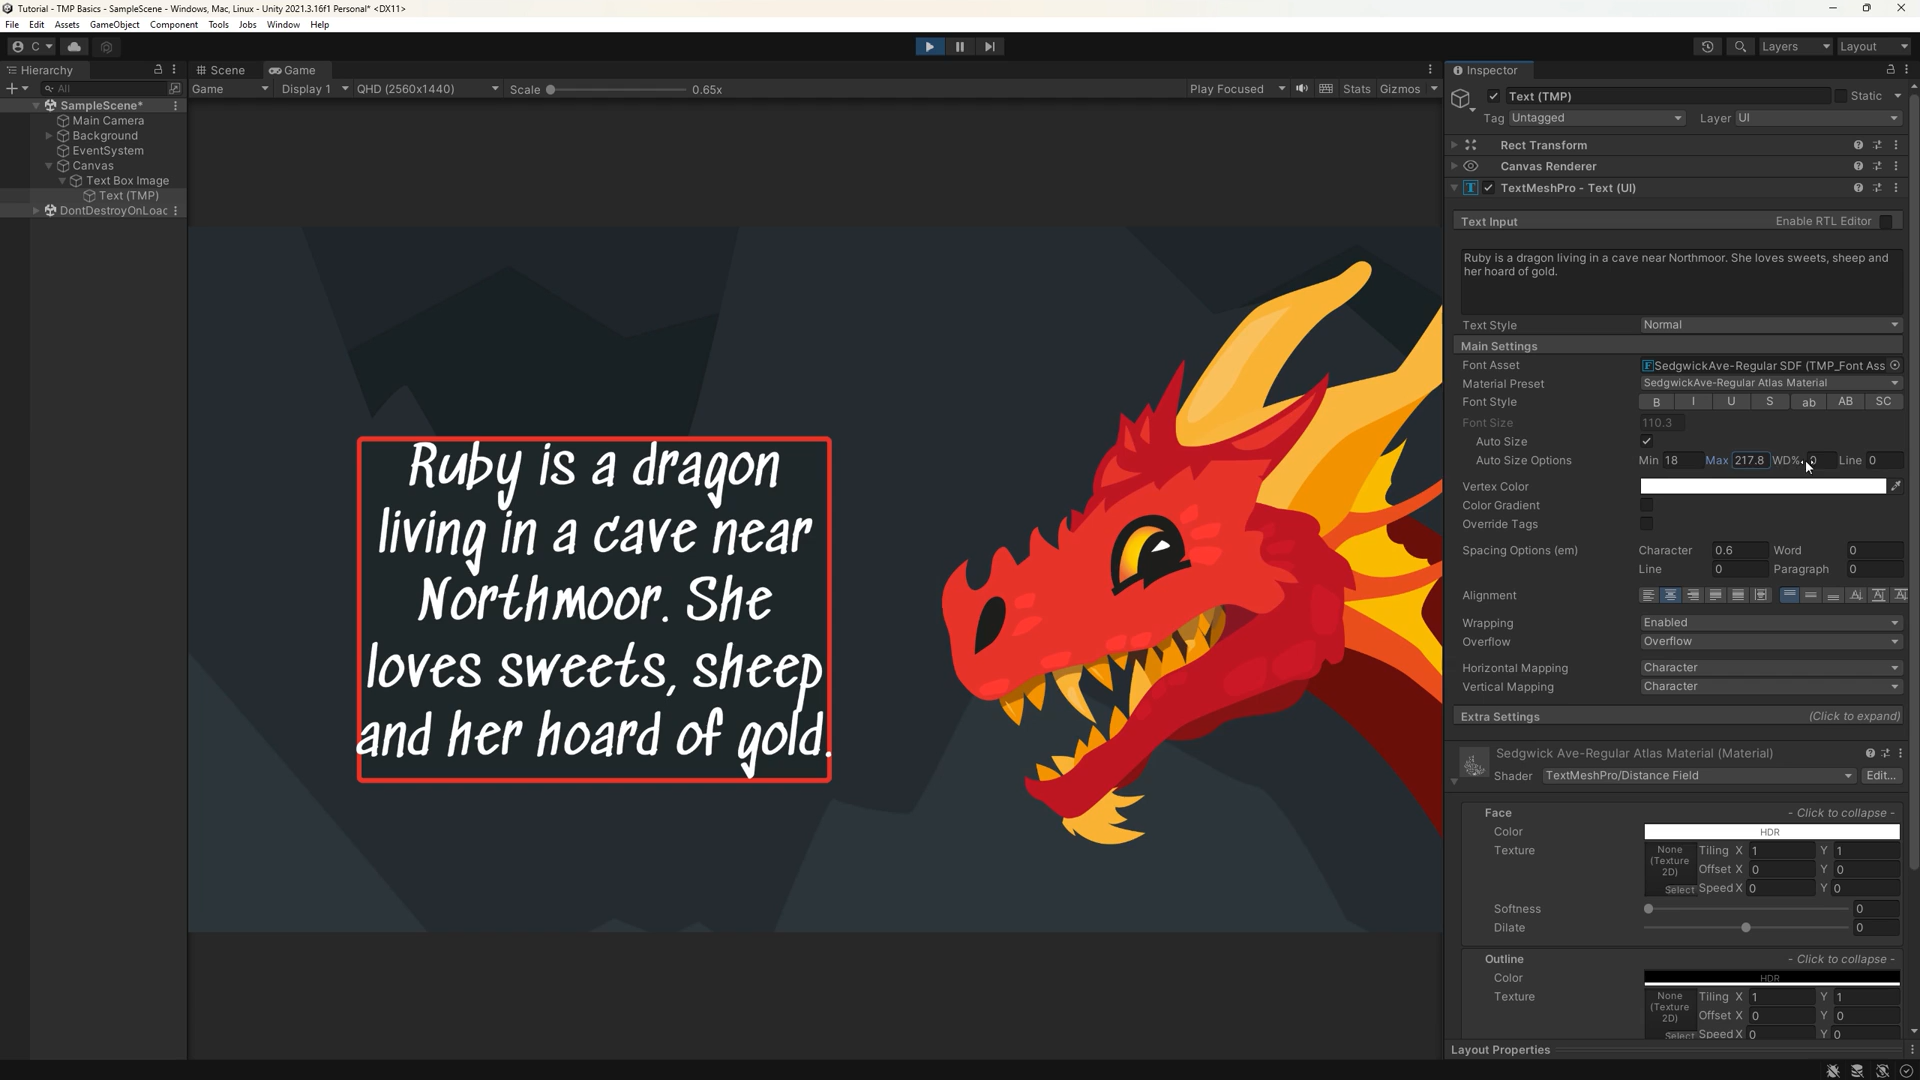 Tutorial - TMP Basics - SampleScene - Windows, Mac, Linux - Unity 2021.3.16f1 Personal* <DX11>
File Edit Assets GameObject Component Tools Jobs Window Help
C Layers Layout
Hierarchy
All
SampleScene*
Main Camera
Background
EventSystem
Canvas
Text Box Image
Text (TMP)
DontDestroyOnLoac
Scene Game
Game Display 1 QHD (2560x1440) Scale 0.65x Play Focused Stats Gizmos
Ruby is a dragon
living in a cave near
Northmoor. She
loves sweets, sheep
and her hoard of gold.
Inspector
Text (TMP) Static
Tag Untagged Layer UI
Rect Transform
Canvas Renderer
TextMeshPro - Text (UI)
Text Input Enable RTL Editor
Ruby is a dragon living in a cave near Northmoor. She loves sweets, sheep and
her hoard of gold.
Text Style Normal
Main Settings
Font Asset SedgwickAve-Regular SDF (TMP_Font Ass
Material Preset SedgwickAve-Regular Atlas Material
Font Style B I U S ab AB SC
Font Size 110.3
Auto Size
Auto Size Options Min 18 Max 217.8 WD% 0 Line 0
Vertex Color
Color Gradient
Override Tags
Spacing Options (em) Character 0.6 Word 0
Line 0 Paragraph 0
Alignment
Wrapping Enabled
Overflow Overflow
Horizontal Mapping Character
Vertical Mapping Character
Extra Settings (Click to expand)
Sedgwick Ave-Regular Atlas Material (Material)
Shader TextMeshPro/Distance Field Edit...
Face - Click to collapse -
Color HDR
Texture None (Texture 2D) Select Tiling X 1 Y 1
Offset X 0 Y 0
Speed X 0 Y 0
Softness 0
Dilate 0
Outline - Click to collapse -
Color HDR
Texture None (Texture 2D) Select Tiling X 1 Y 1
Offset X 0 Y 0
Speed X 0 Y 0
Layout Properties